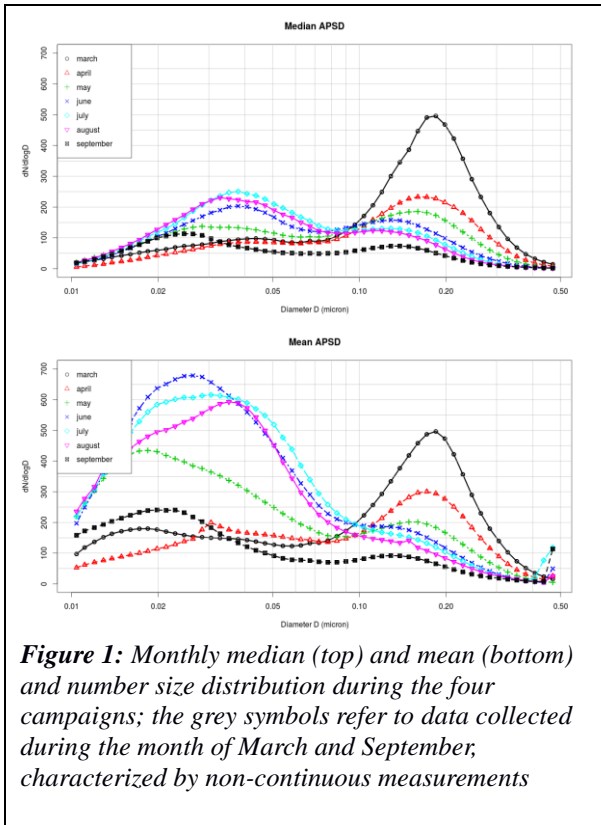 Median APSD
700
600
500
400
300
200
100
0
dN/dlogD
march
april
may
june
july
august
september
0.01 0.02 0.05 0.10 0.20 0.50
Diameter D (micron)
Mean APSD
700
600
500
400
300
200
100
0
dN/dlogD
march
april
may
june
july
august
september
0.01 0.02 0.05 0.10 0.20 0.50
Diameter D (micron)
Figure 1: Monthly median (top) and mean (bottom)
and number size distribution during the four
campaigns; the grey symbols refer to data collected
during the month of March and September,
characterized by non-continuous measurements